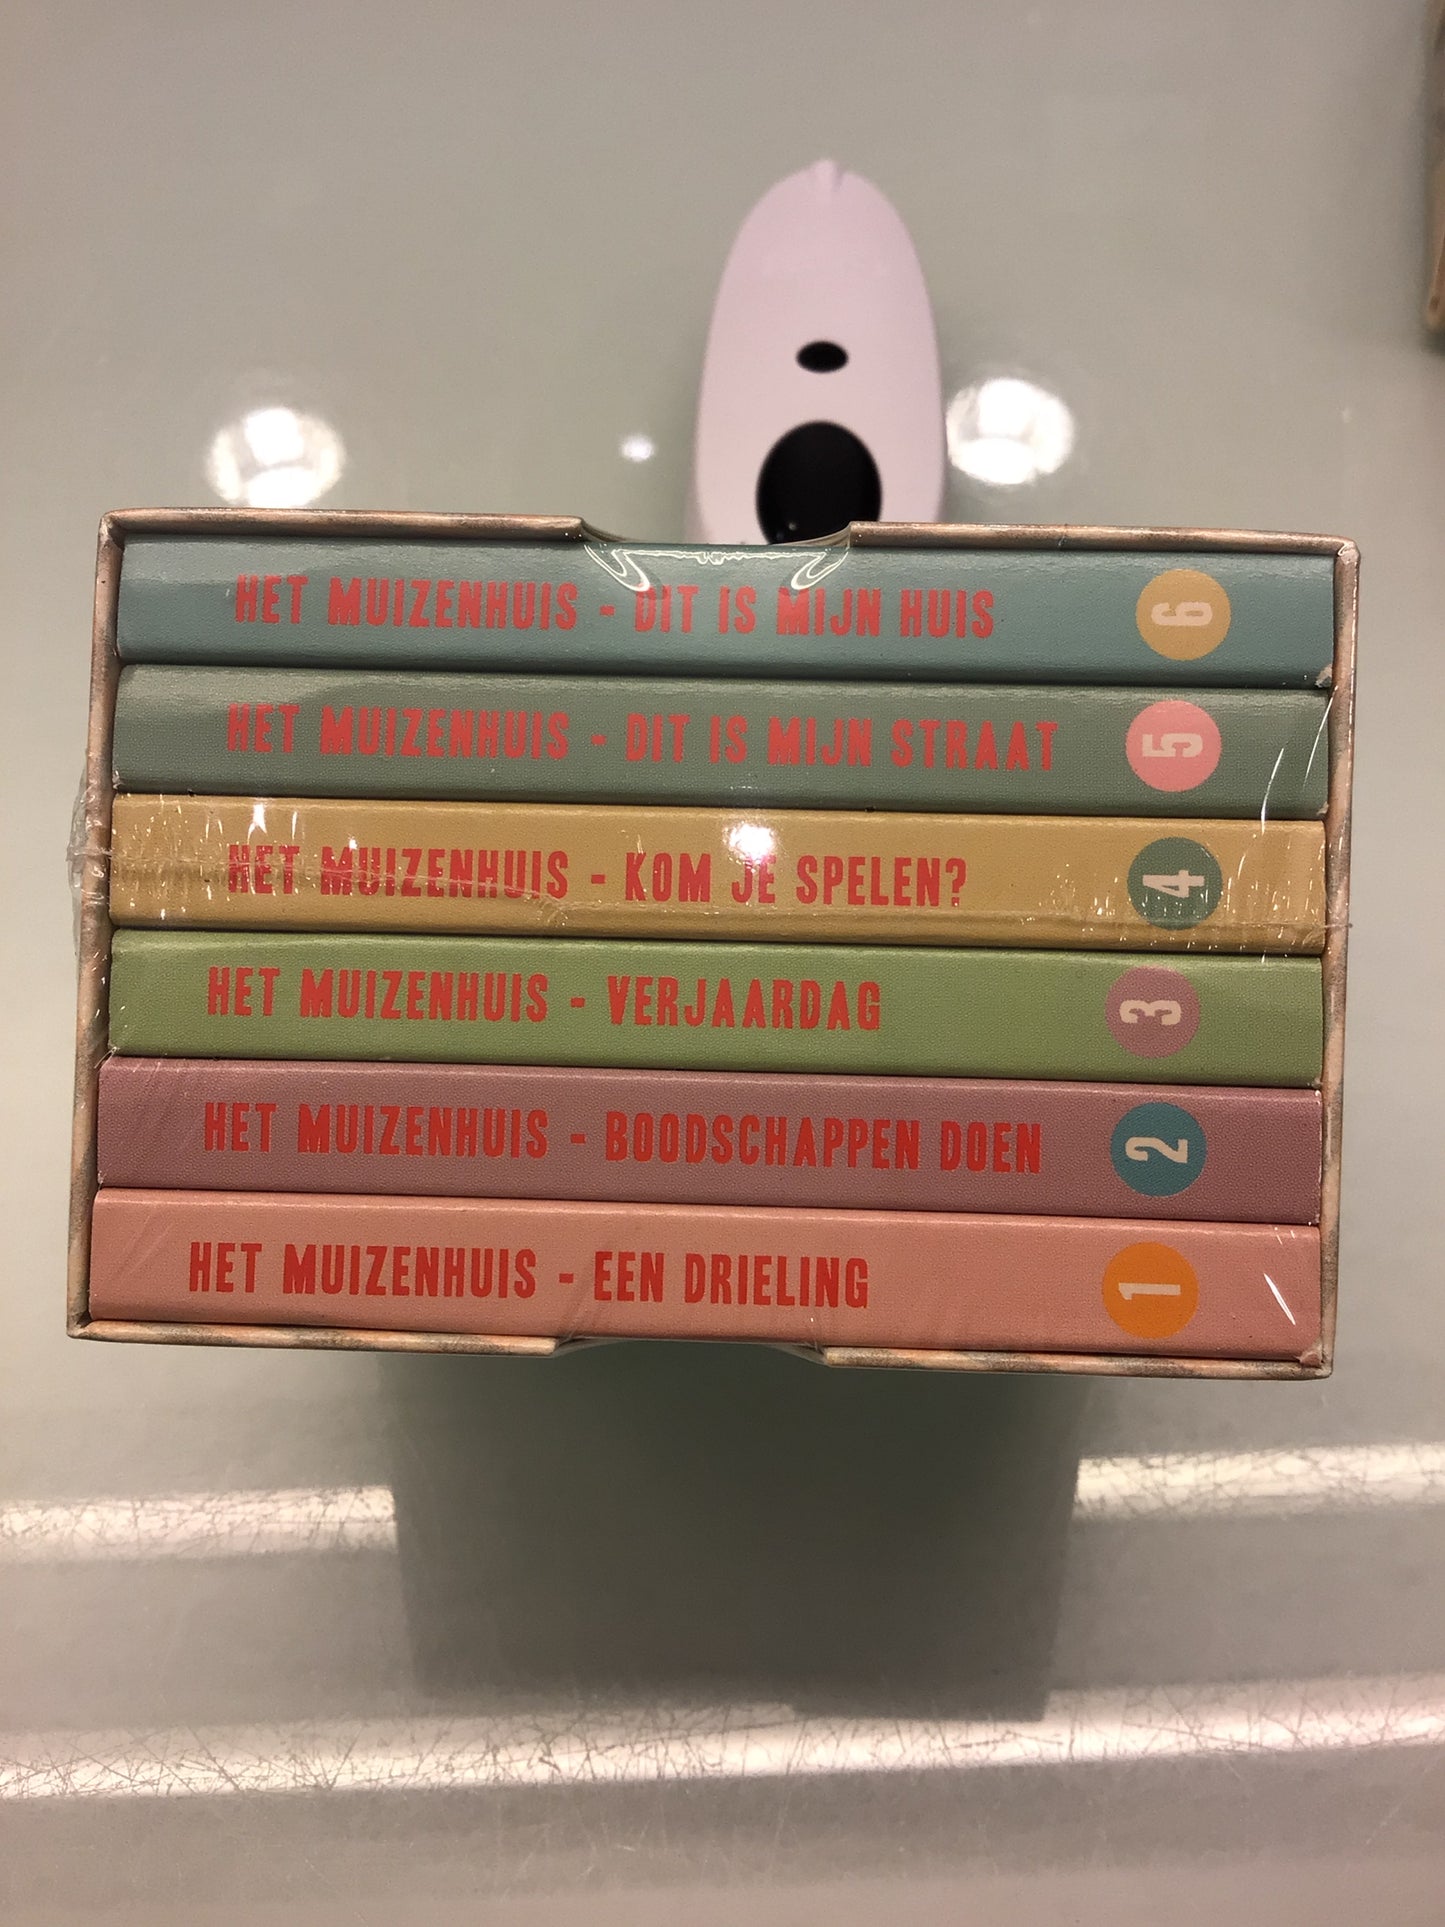 HET MUIZENHUIS - DIT IS MIJN HUIS 6
HET MUIZENHUIS - DIT IS MIJN STRAAT 5
HET MUIZENHUIS - KOM JE SPELEN? 4
HET MUIZENHUIS - VERJAARDAG 3
HET MUIZENHUIS - BOODSCHAPPEN DOEN 2
HET MUIZENHUIS - EEN DRIELING 1